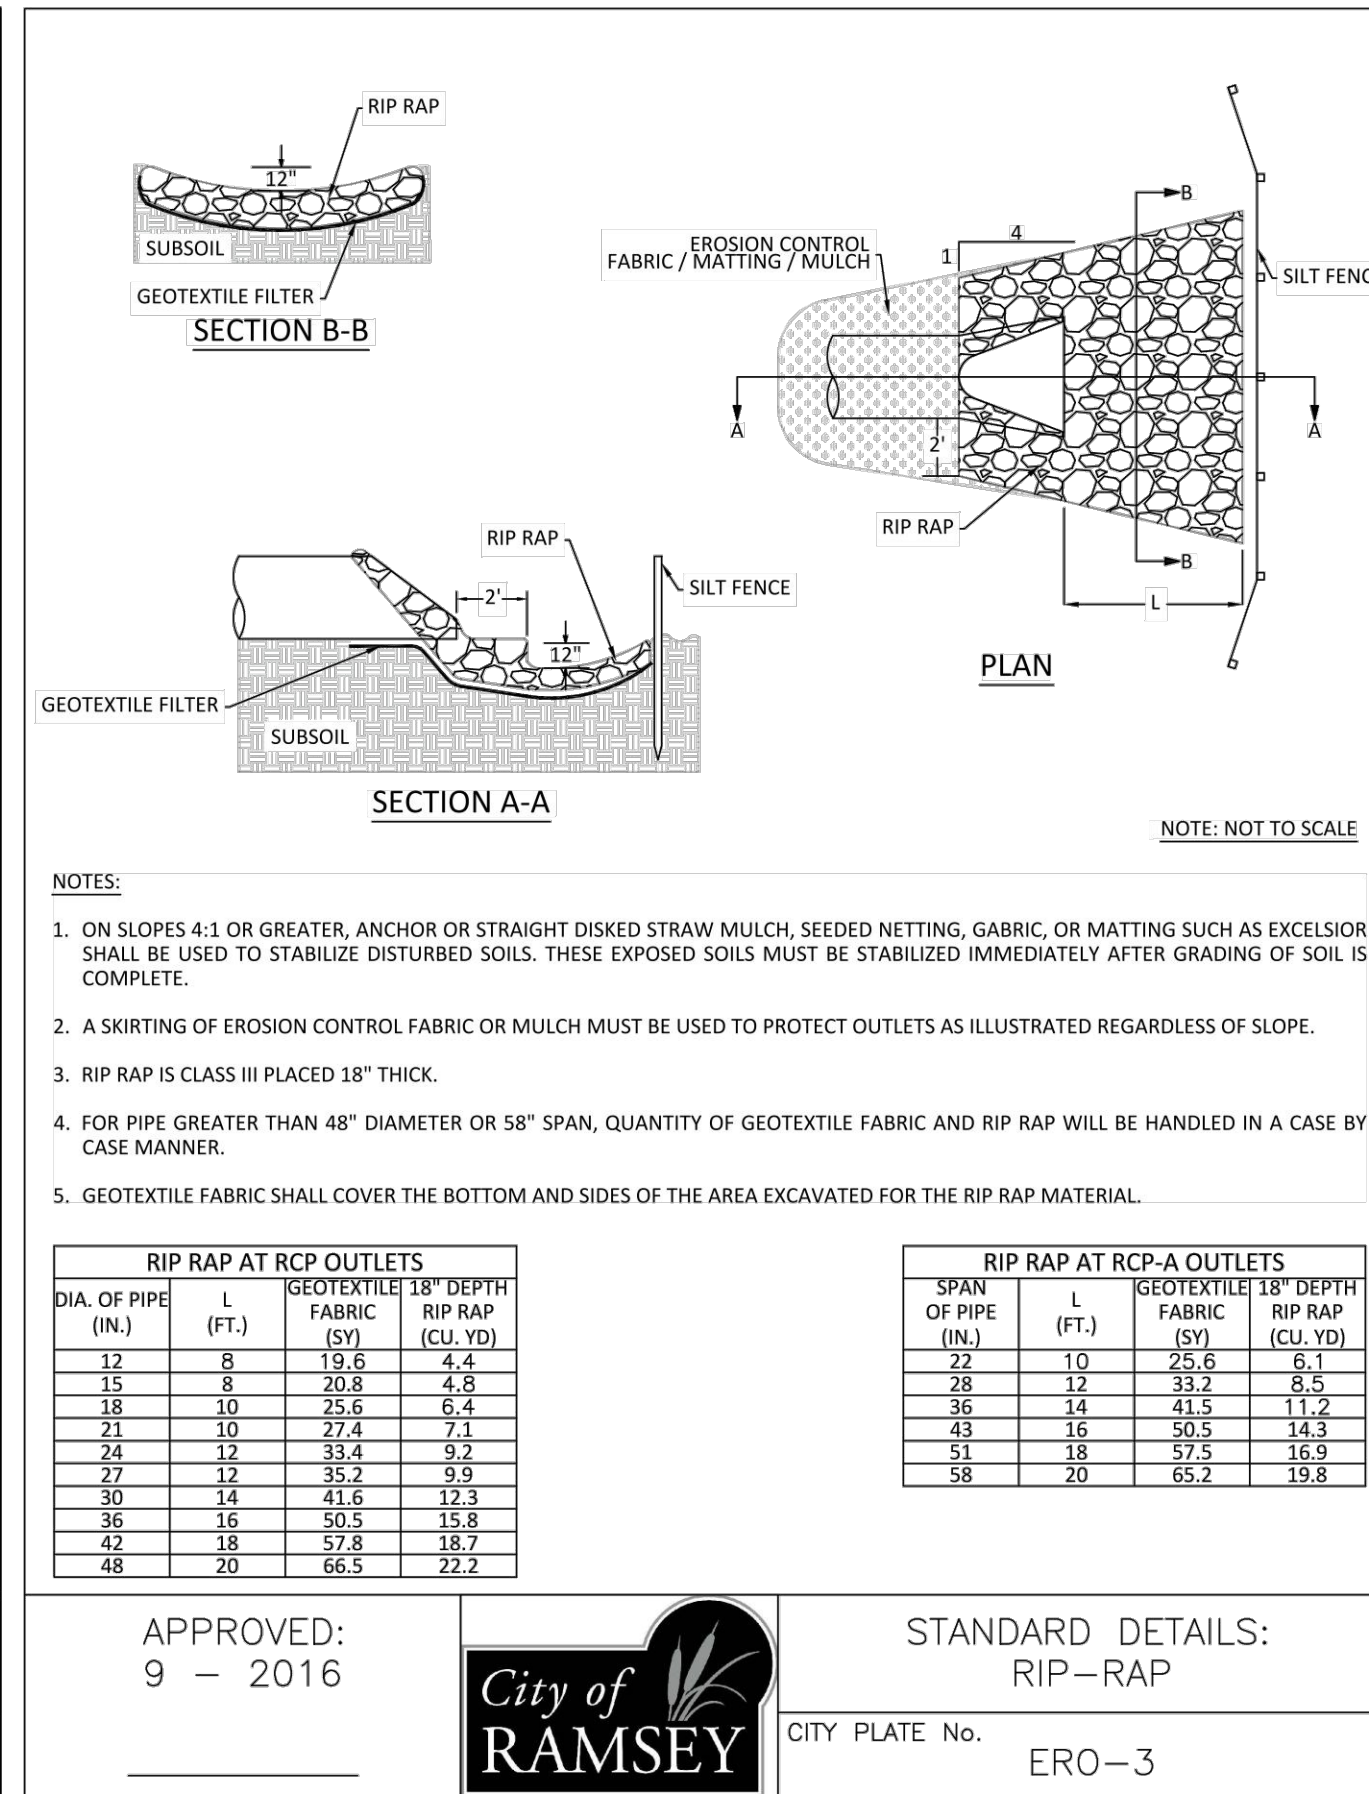 RIP RAP
12"
SUBSOIL
GEOTEXTILE FILTER
SECTION B-B
B
4
1
EROSION CONTROL
FABRIC / MATTING / MULCH
SILT FENC
A
A
2'
RIP RAP
B
L
PLAN
RIP RAP
2'
SILT FENCE
12"
GEOTEXTILE FILTER
SUBSOIL
SECTION A-A
NOTE: NOT TO SCALE
NOTES:
1. ON SLOPES 4:1 OR GREATER, ANCHOR OR STRAIGHT DISKED STRAW MULCH, SEEDED NETTING, GABRIC, OR MATTING SUCH AS EXCELSIOR
SHALL BE USED TO STABILIZE DISTURBED SOILS. THESE EXPOSED SOILS MUST BE STABILIZED IMMEDIATELY AFTER GRADING OF SOIL IS
COMPLETE.
2. A SKIRTING OF EROSION CONTROL FABRIC OR MULCH MUST BE USED TO PROTECT OUTLETS AS ILLUSTRATED REGARDLESS OF SLOPE.
3. RIP RAP IS CLASS III PLACED 18" THICK.
4. FOR PIPE GREATER THAN 48" DIAMETER OR 58" SPAN, QUANTITY OF GEOTEXTILE FABRIC AND RIP RAP WILL BE HANDLED IN A CASE BY
CASE MANNER.
5. GEOTEXTILE FABRIC SHALL COVER THE BOTTOM AND SIDES OF THE AREA EXCAVATED FOR THE RIP RAP MATERIAL.
RIP RAP AT RCP OUTLETS
DIA. OF PIPE (IN.) L (FT.) GEOTEXTILE FABRIC (SY) 18" DEPTH RIP RAP (CU. YD)
12 8 19.6 4.4
15 8 20.8 4.8
18 10 25.6 6.4
21 10 27.4 7.1
24 12 33.4 9.2
27 12 35.2 9.9
30 14 41.6 12.3
36 16 50.5 15.8
42 18 57.8 18.7
48 20 66.5 22.2
RIP RAP AT RCP-A OUTLETS
SPAN OF PIPE (IN.) L (FT.) GEOTEXTILE FABRIC (SY) 18" DEPTH RIP RAP (CU. YD)
22 10 25.6 6.1
28 12 33.2 8.5
36 14 41.5 11.2
43 16 50.5 14.3
51 18 57.5 16.9
58 20 65.2 19.8
APPROVED:
9 - 2016
City of
RAMSEY
STANDARD DETAILS:
RIP-RAP
CITY PLATE No.
ERO-3